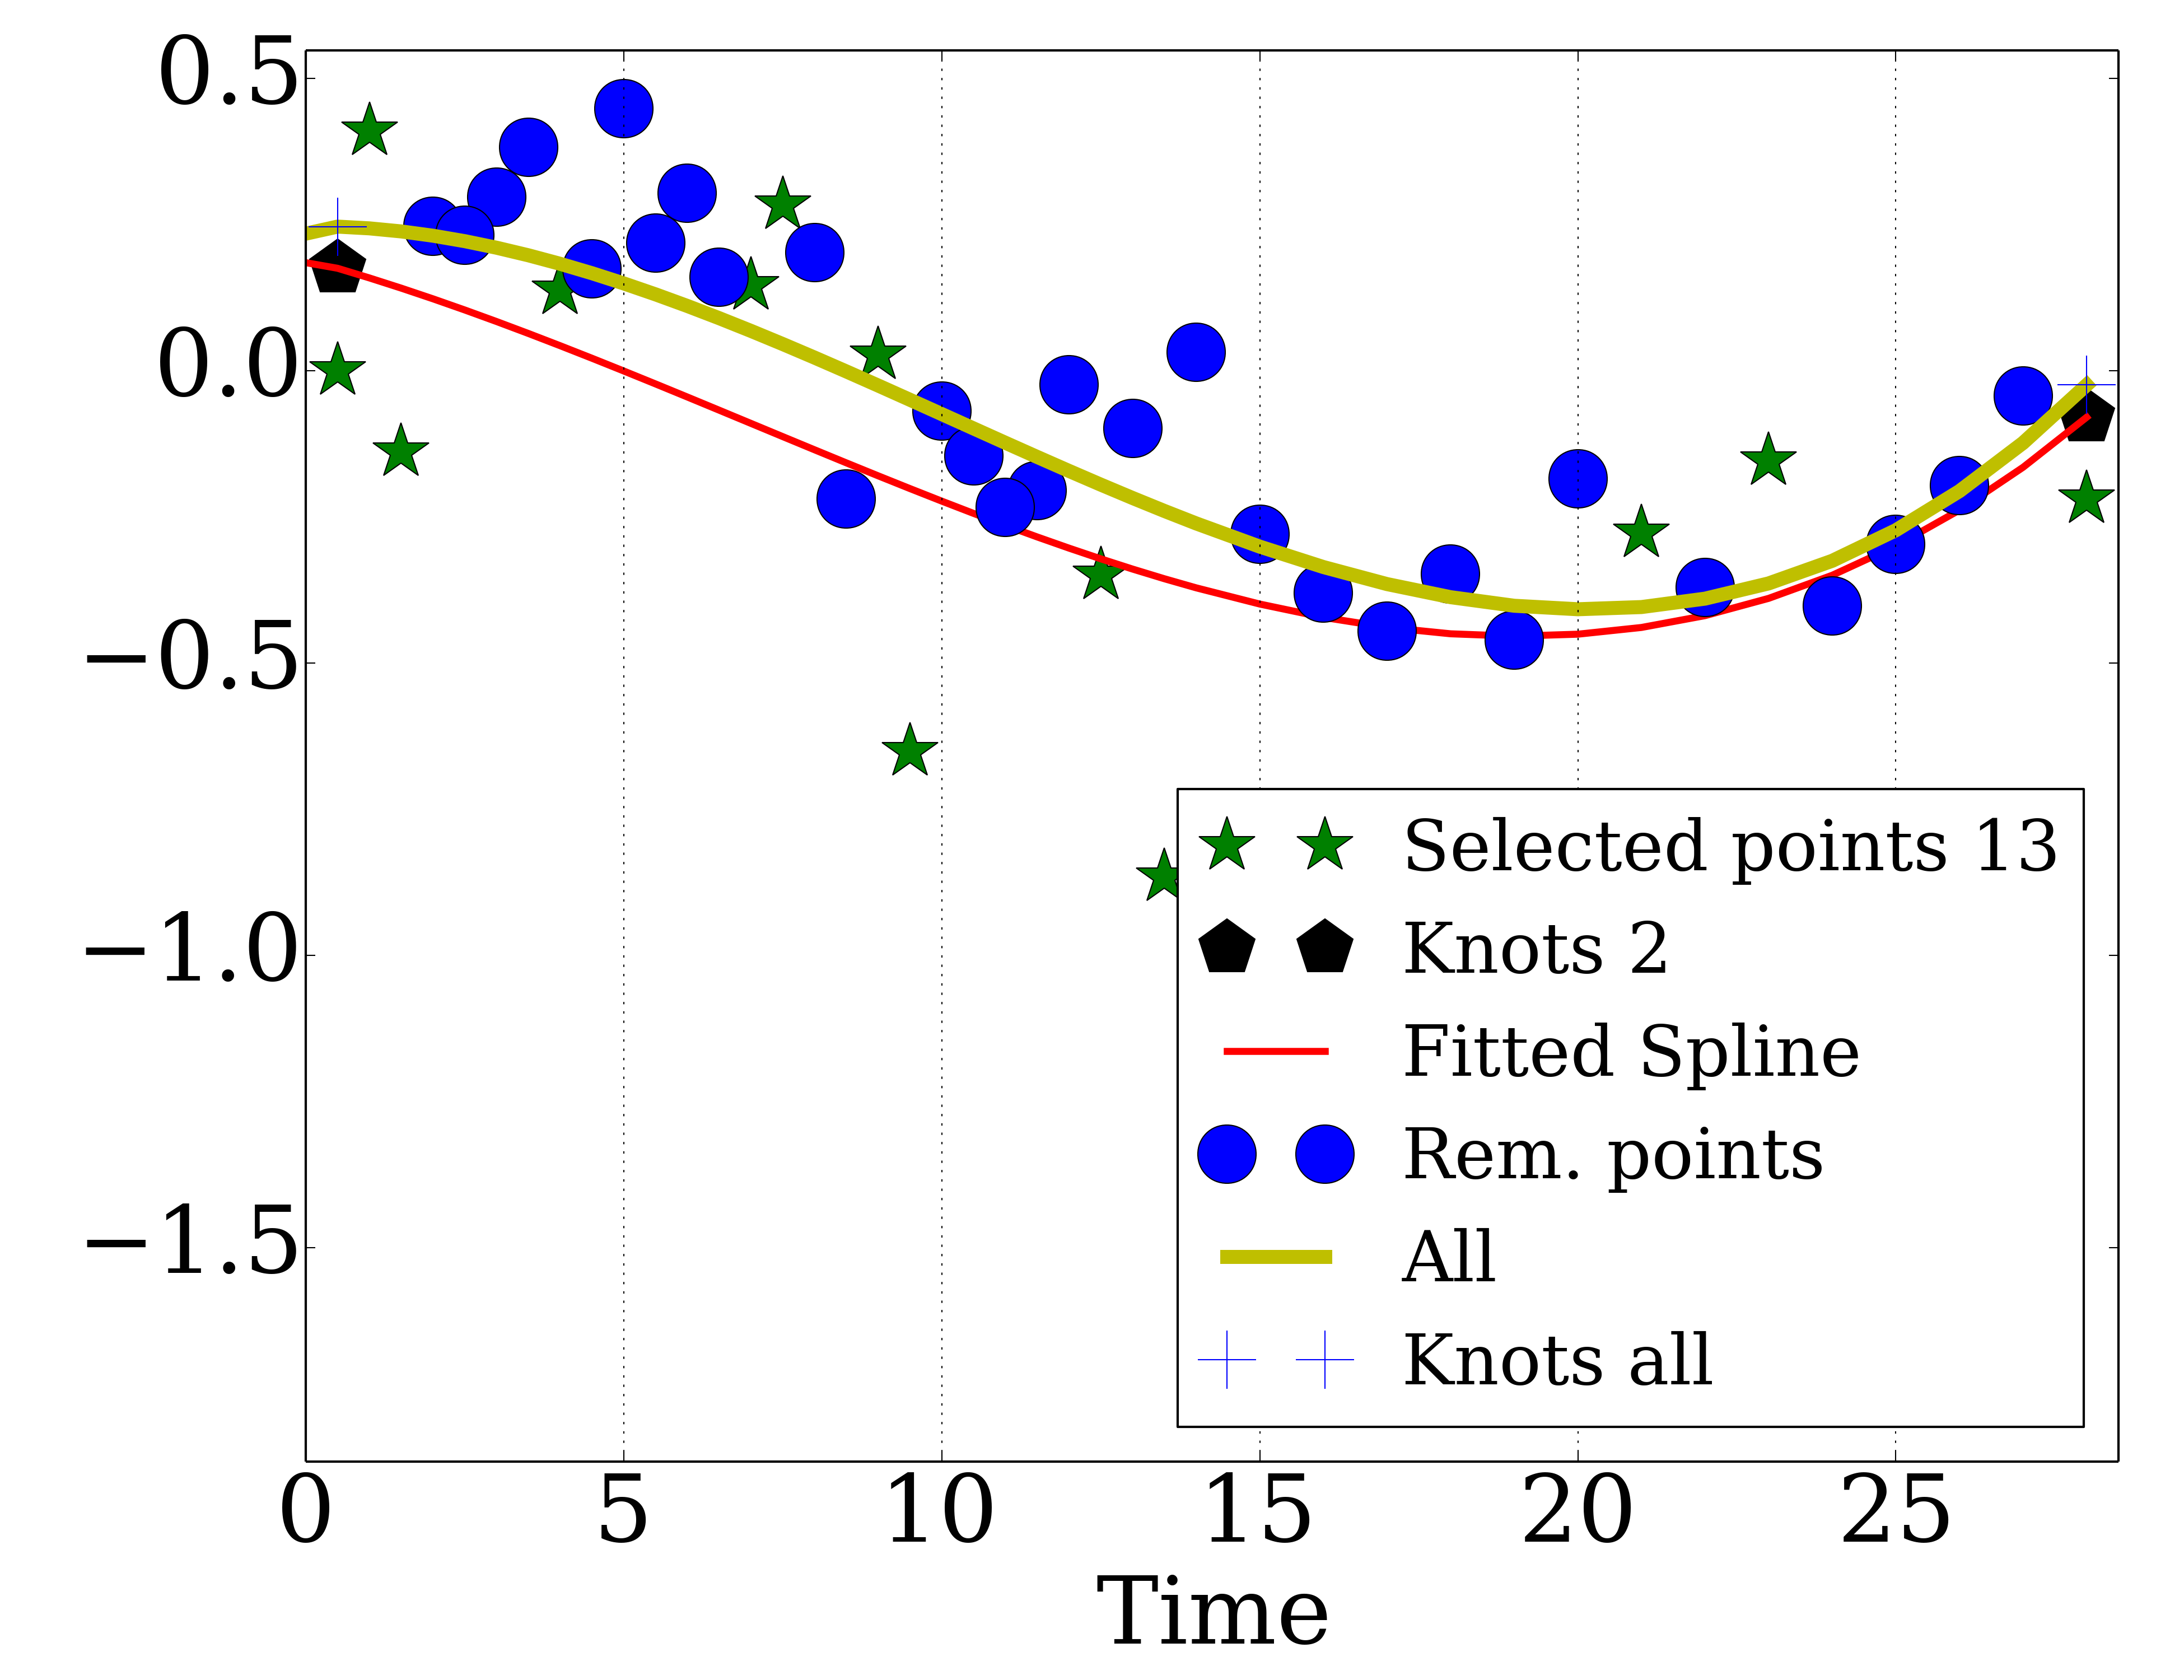 0.5
0.0
−0.5
−1.0
−1.5
Selected points 13
Knots 2
Fitted Spline
Rem. points
All
Knots all
0 5 10 15 20 25
Time